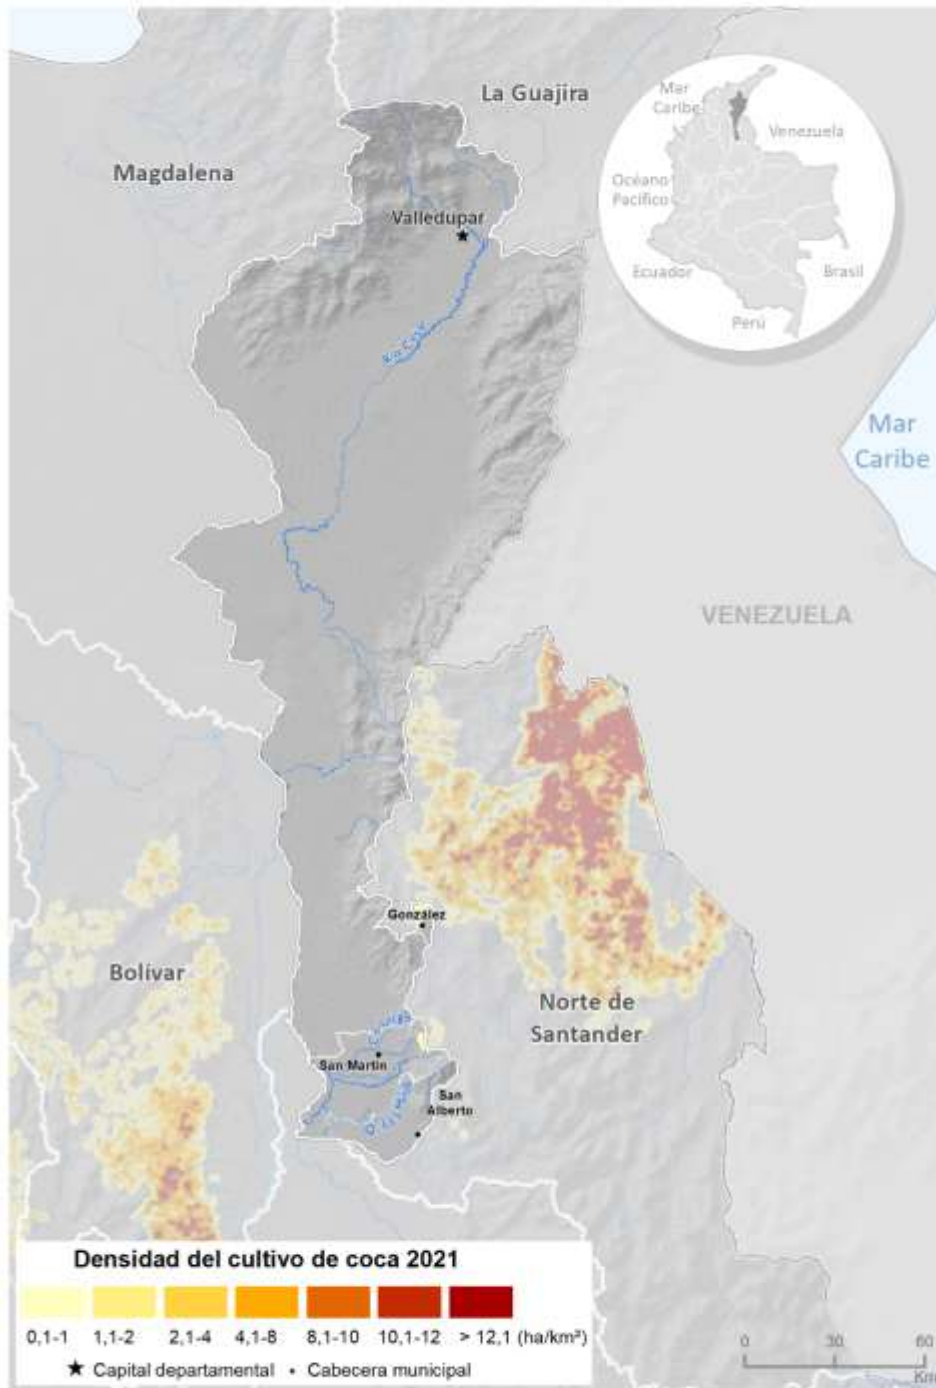 La Guajira
Mar
Caribe
Venezuela
Océano
Pacífico
Ecuador
Brasil
Perú
Magdalena
Valledupar
Mar
Caribe
VENEZUELA
González
Bolívar
Norte de
Santander
San Martín
San
Alberto
Densidad del cultivo de coca 2021
0,1-1 1,1-2 2,1-4 4,1-8 8,1-10 10,1-12 > 12,1 (ha/km²)
★ Capital departamental • Cabecera municipal
0 30 60